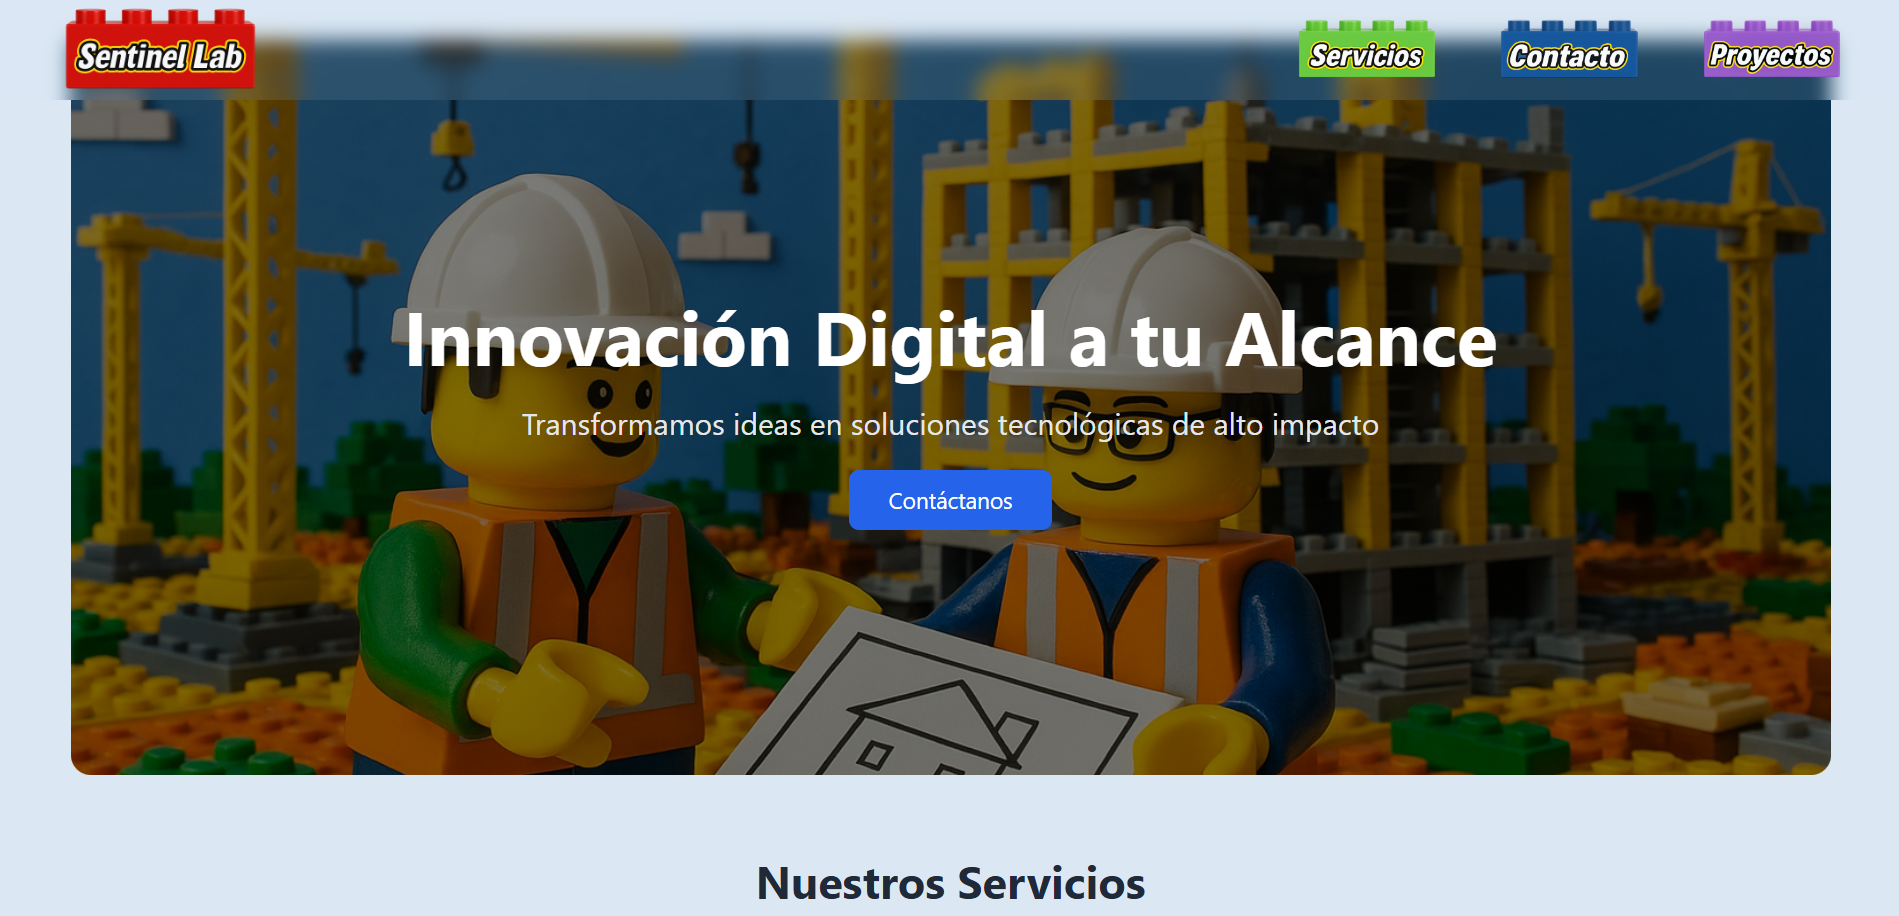 Sentinel Lab
Servicios
Contacto
Proyectos
Innovación Digital a tu Alcance
Transformamos ideas en soluciones tecnológicas de alto impacto
Contáctanos
Nuestros Servicios